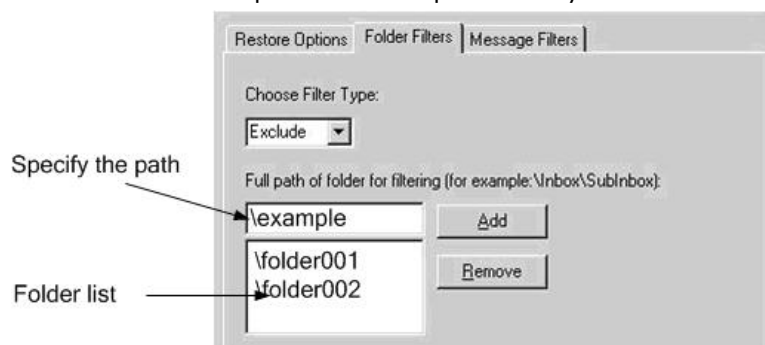 Restore Options Folder Filters Message Filters
Choose Filter Type:
Exclude
Specify the path
Full path of folder for filtering (for example:\Inbox\SubInbox):
\example Add
\folder001 Remove
\folder002
Folder list